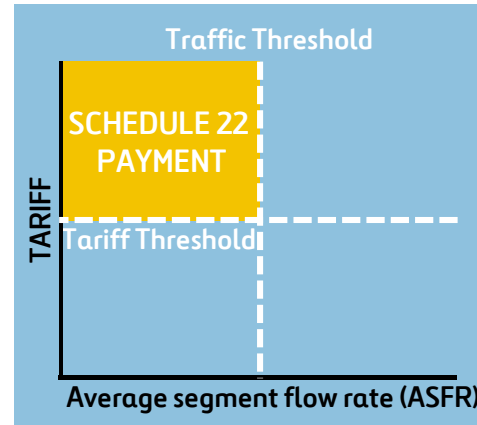 Traffic Threshold
SCHEDULE 22
PAYMENT
TARIFF
Tariff Threshold
Average segment flow rate (ASFR)